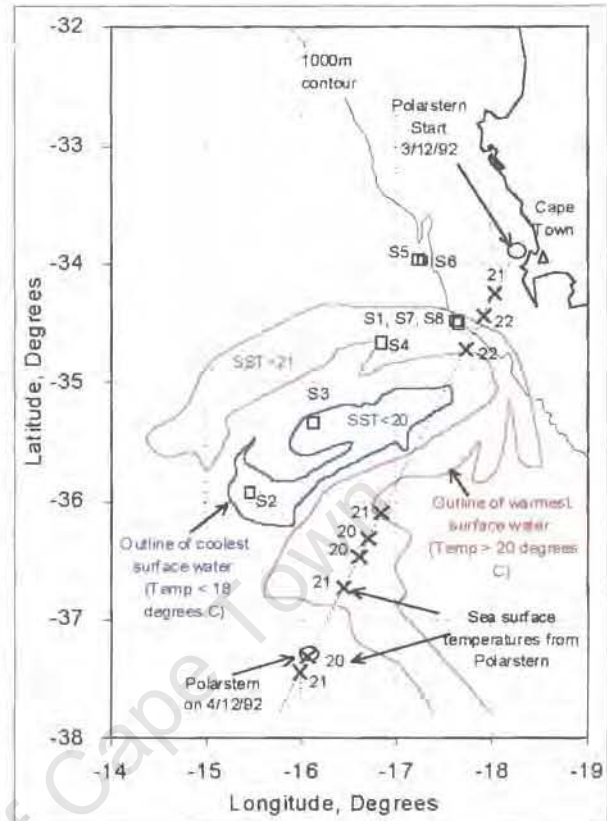 -32
-33
-34
-35
-36
-37
-38
Latitude, Degrees
1000m
contour
Polarstern
Start
3/12/92
Cape
Town
S5
S6
21
S1, S7, S8
22
S4
22
SST<21
S3
SST<20
S2
21
20
20
21
20
21
Outline of coolest
surface water
(Temp < 18
degrees C)
Outline of warmest
surface water
(Temp > 20 degrees
C)
Sea surface
temperatures from
Polarstern
Polarstern
on 4/12/92
-14
-15
-16
-17
-18
-19
Longitude, Degrees
Cape Town